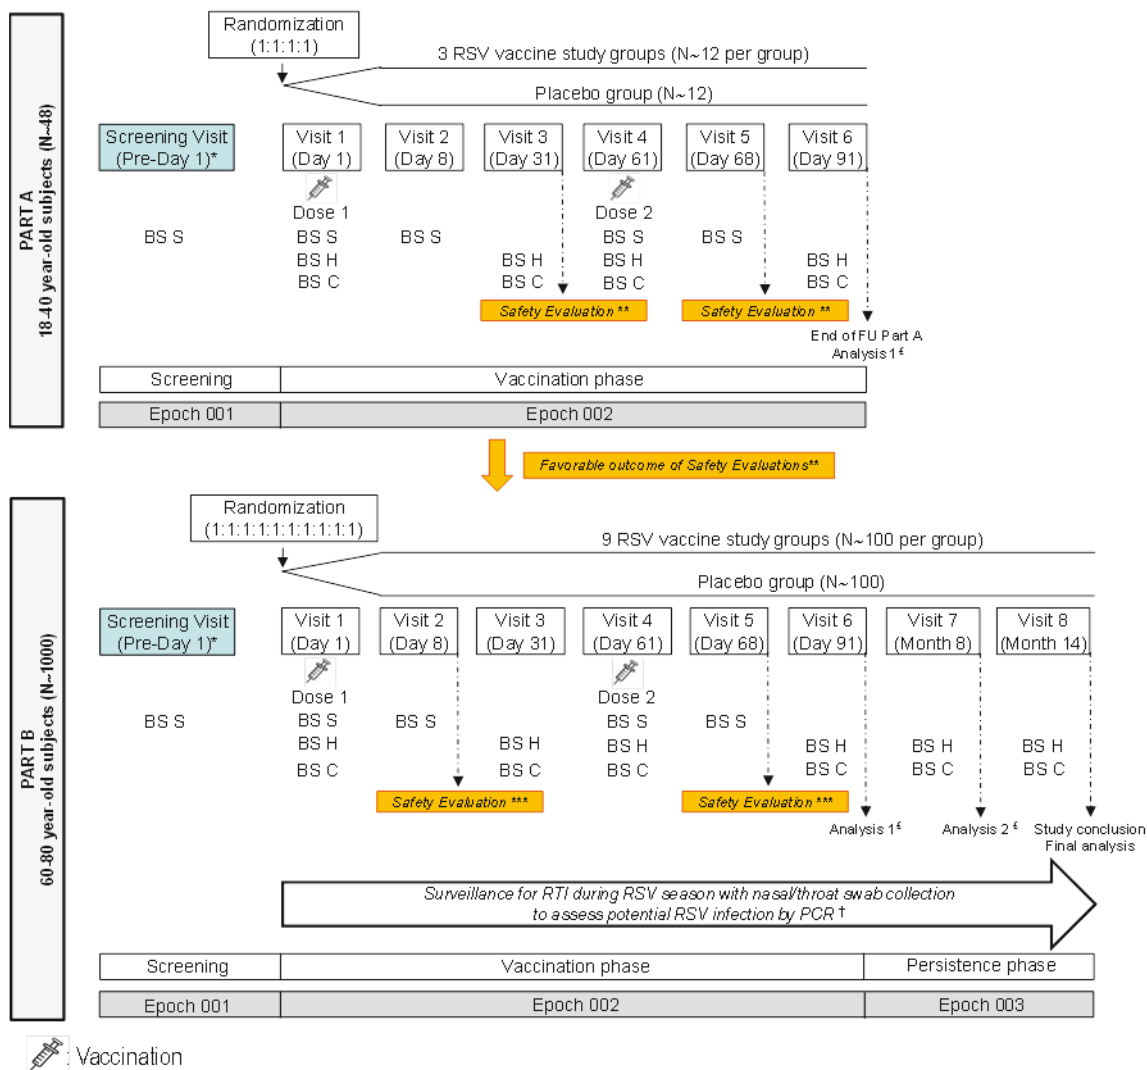 Randomization
(1:1:1:1)
3 RSV vaccine study groups (N~12 per group)
Placebo group (N~12)
PART A
18-40 year-old subjects (N~48)
Screening Visit
(Pre-Day 1)*
Visit 1
(Day 1)
Visit 2
(Day 8)
Visit 3
(Day 31)
Visit 4
(Day 61)
Visit 5
(Day 68)
Visit 6
(Day 91)
Dose 1
Dose 2
BS S
BS S
BS S
BS S
BS S
BS H
BS H
BS H
BS H
BS C
BS C
BS C
BS C
Safety Evaluation **
Safety Evaluation **
End of FU Part A
Analysis 1 £
Screening
Vaccination phase
Epoch 001
Epoch 002
Favorable outcome of Safety Evaluations**
Randomization
(1:1:1:1:1:1:1:1:1:1)
9 RSV vaccine study groups (N~100 per group)
Placebo group (N~100)
PART B
60-80 year-old subjects (N~1000)
Screening Visit
(Pre-Day 1)*
Visit 1
(Day 1)
Visit 2
(Day 8)
Visit 3
(Day 31)
Visit 4
(Day 61)
Visit 5
(Day 68)
Visit 6
(Day 91)
Visit 7
(Month 8)
Visit 8
(Month 14)
Dose 1
Dose 2
BS S
BS S
BS S
BS S
BS S
BS H
BS H
BS H
BS H
BS H
BS H
BS C
BS C
BS C
BS C
BS C
BS C
Safety Evaluation ***
Safety Evaluation ***
Analysis 1 £
Analysis 2 £
Study conclusion
Final analysis
Surveillance for RTI during RSV season with nasal/throat swab collection
to assess potential RSV infection by PCR †
Screening
Vaccination phase
Persistence phase
Epoch 001
Epoch 002
Epoch 003
: Vaccination